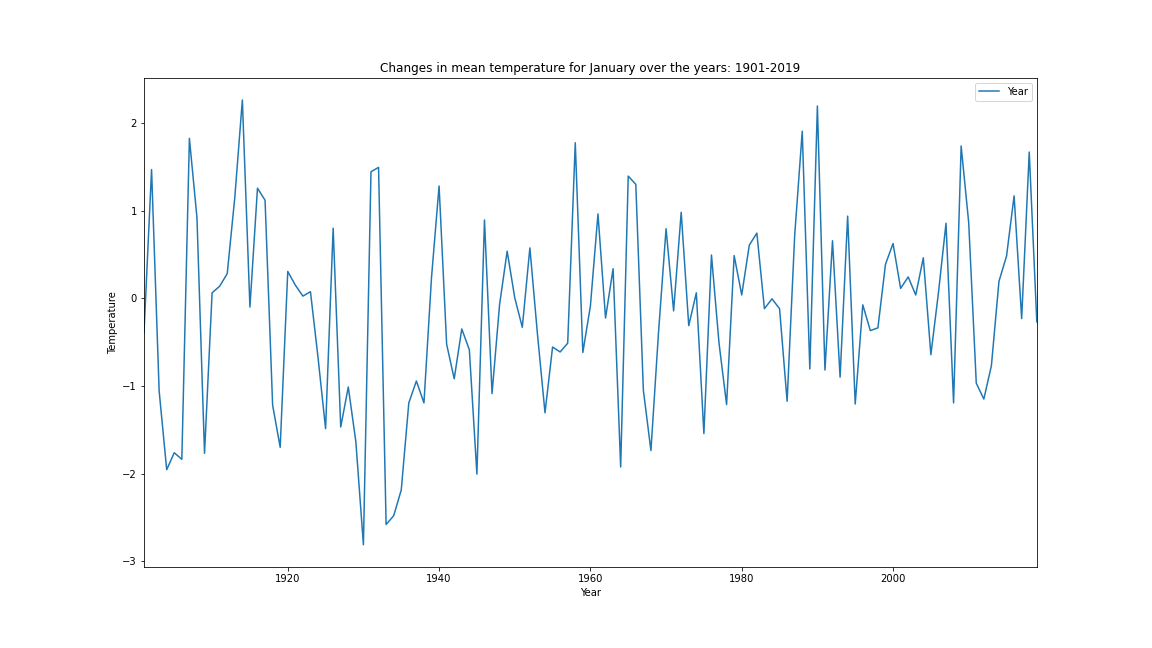 Changes in mean temperature for January over the years: 1901-2019
Year
2
1
0
−1
−2
−3
Temperature
1920 1940 1960 1980 2000
Year